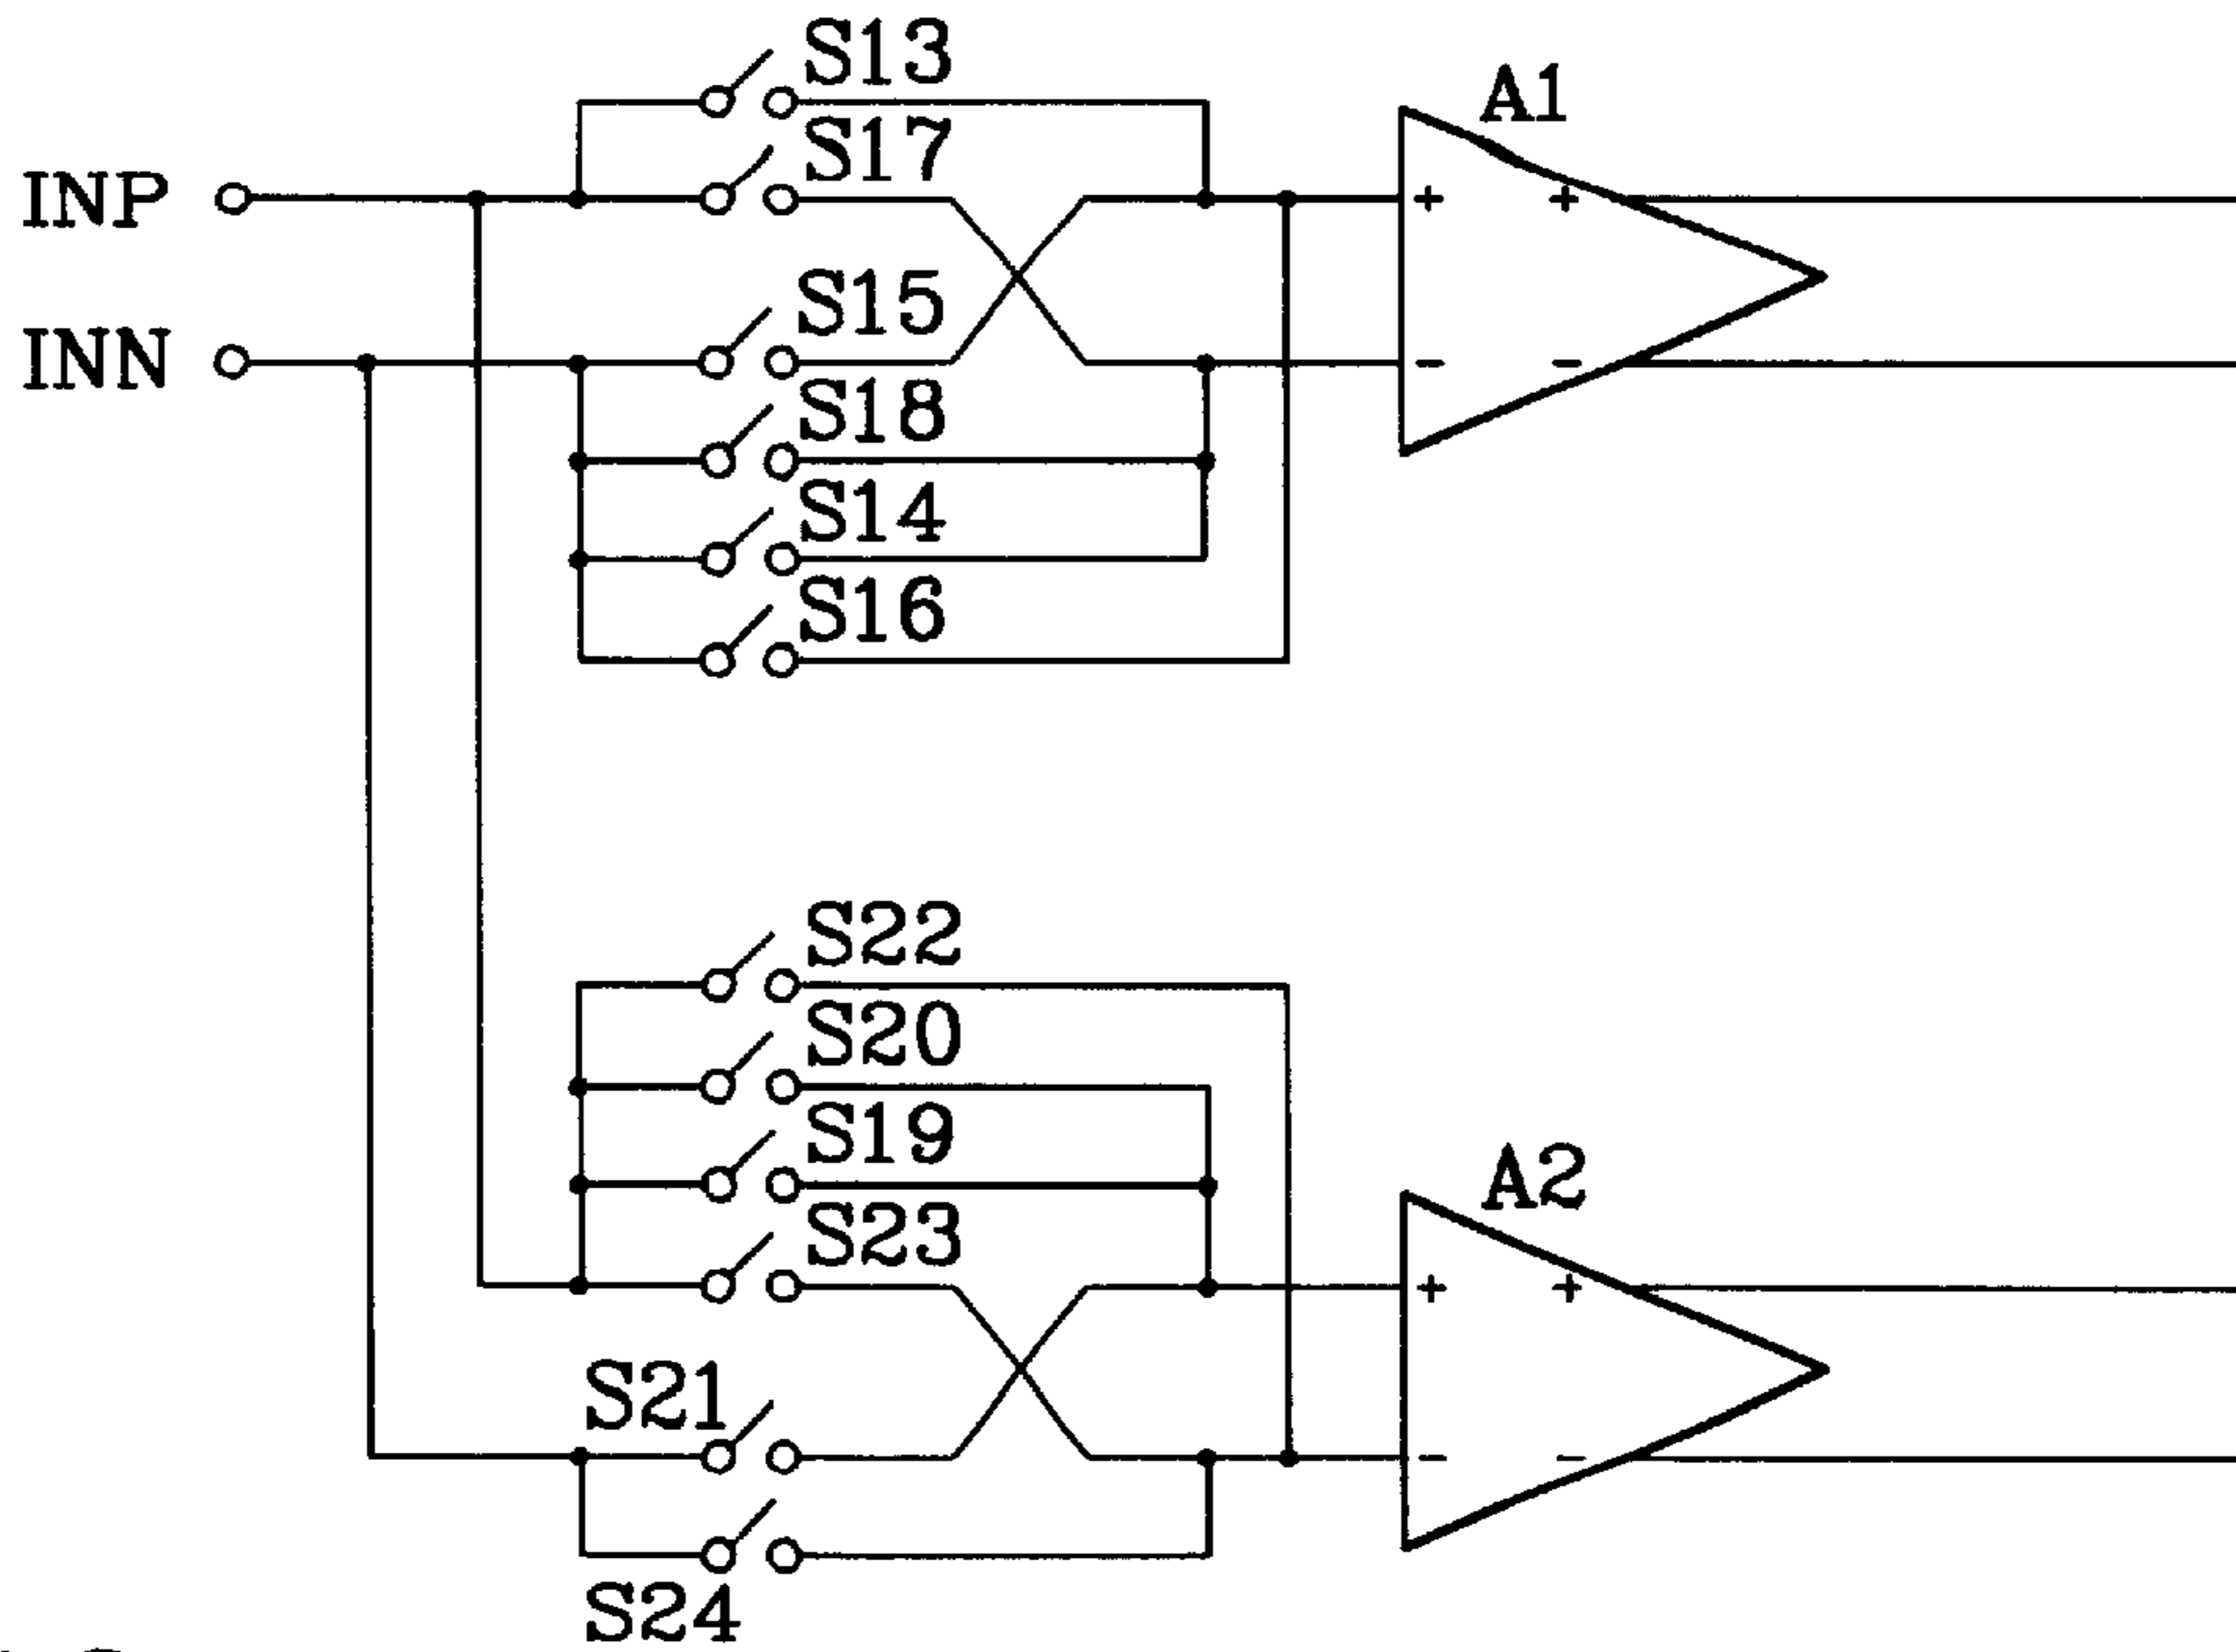 S13
A1
S17
INP
+ +
S15
INN
- -
S18
S14
S16
S22
S20
S19
A2
S23
+ +
S21
- -
S24